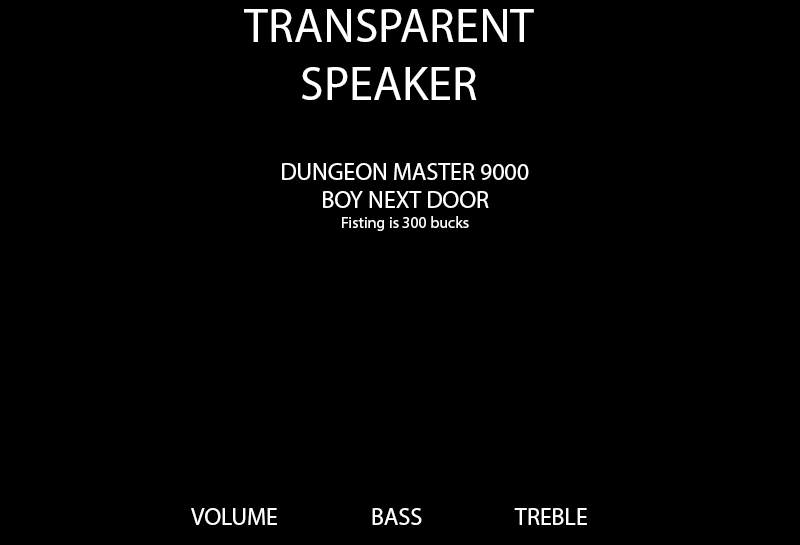 TRANSPARENT
SPEAKER
DUNGEON MASTER 9000
BOY NEXT DOOR
Fisting is 300 bucks
VOLUME BASS TREBLE